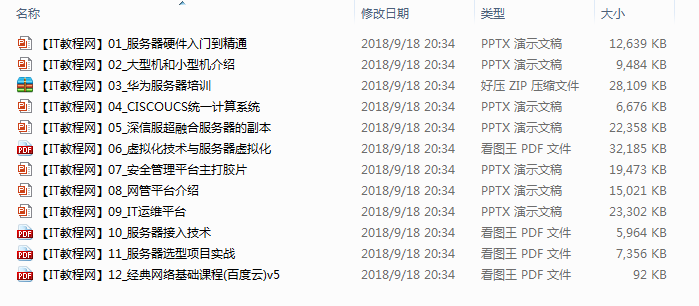 名称 修改日期 类型 大小
【IT教程网】01_服务器硬件入门到精通 2018/9/18 20:34 PPTX 演示文稿 12,639 KB
【IT教程网】02_大型机和小型机介绍 2018/9/18 20:34 PPTX 演示文稿 9,484 KB
【IT教程网】03_华为服务器培训 2018/9/18 20:34 好压 ZIP 压缩文件 28,109 KB
【IT教程网】04_CISCOUCS统一计算系统 2018/9/18 20:34 PPTX 演示文稿 6,676 KB
【IT教程网】05_深信服超融合服务器的副本 2018/9/18 20:34 PPTX 演示文稿 22,358 KB
PDF 【IT教程网】06_虚拟化技术与服务器虚拟化 2018/9/18 20:34 看图王 PDF 文件 32,185 KB
【IT教程网】07_安全管理平台主打胶片 2018/9/18 20:34 PPTX 演示文稿 19,473 KB
【IT教程网】08_网管平台介绍 2018/9/18 20:34 PPTX 演示文稿 15,021 KB
【IT教程网】09_IT运维平台 2018/9/18 20:34 PPTX 演示文稿 23,302 KB
PDF 【IT教程网】10_服务器接入技术 2018/9/18 20:34 看图王 PDF 文件 5,964 KB
PDF 【IT教程网】11_服务器选型项目实战 2018/9/18 20:34 看图王 PDF 文件 7,356 KB
PDF 【IT教程网】12_经典网络基础课程(百度云)v5 2018/9/18 20:34 看图王 PDF 文件 92 KB